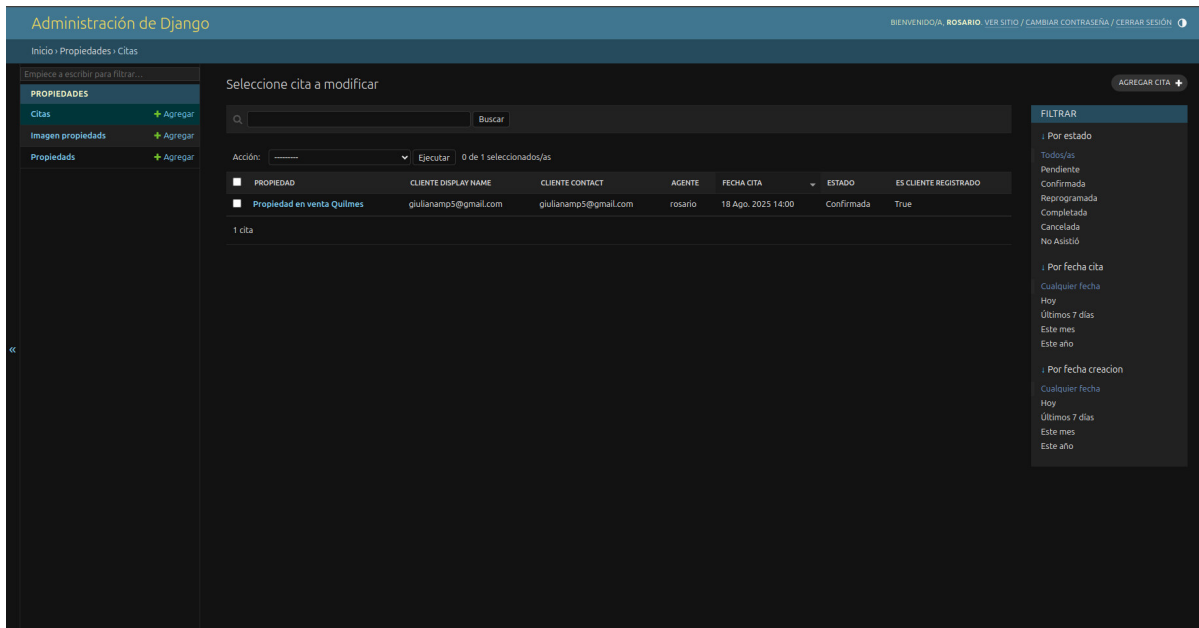 Administración de Django
BIENVENIDO/A, ROSARIO. VER SITIO / CAMBIAR CONTRASEÑA / CERRAR SESIÓN
Inicio › Propiedades › Citas
Empiece a escribir para filtrar...
PROPIEDADES
Citas + Agregar
Imagen propiedads + Agregar
Propiedads + Agregar
«
Seleccione cita a modificar
AGREGAR CITA +
Buscar
Acción: --------- Ejecutar 0 de 1 seleccionados/as
PROPIEDAD CLIENTE DISPLAY NAME CLIENTE CONTACT AGENTE FECHA CITA ESTADO ES CLIENTE REGISTRADO
Propiedad en venta Quilmes giulianamp5@gmail.com giulianamp5@gmail.com rosario 18 Ago. 2025 14:00 Confirmada True
1 cita
FILTRAR
↓ Por estado
Todos/as
Pendiente
Confirmada
Reprogramada
Completada
Cancelada
No Asistió
↓ Por fecha cita
Cualquier fecha
Hoy
Últimos 7 días
Este mes
Este año
↓ Por fecha creacion
Cualquier fecha
Hoy
Últimos 7 días
Este mes
Este año